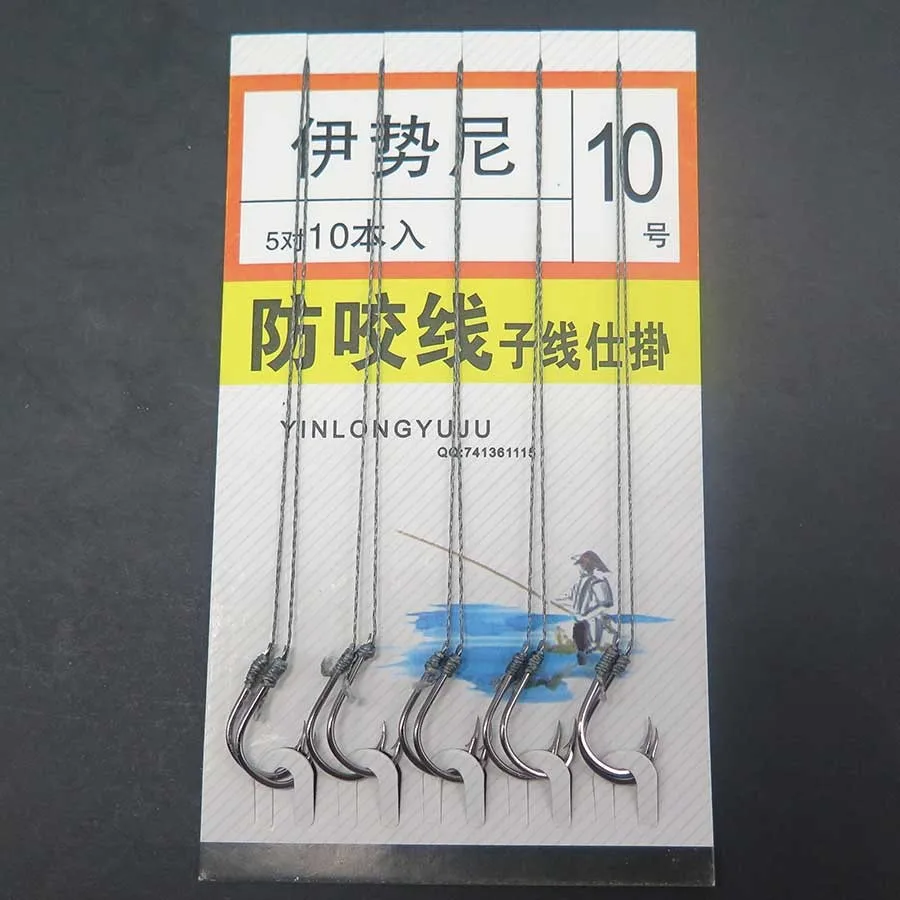 伊势尼
10
号
5对10本入
防咬线子线仕掛
YINLONGYUJU
QQ:741361115